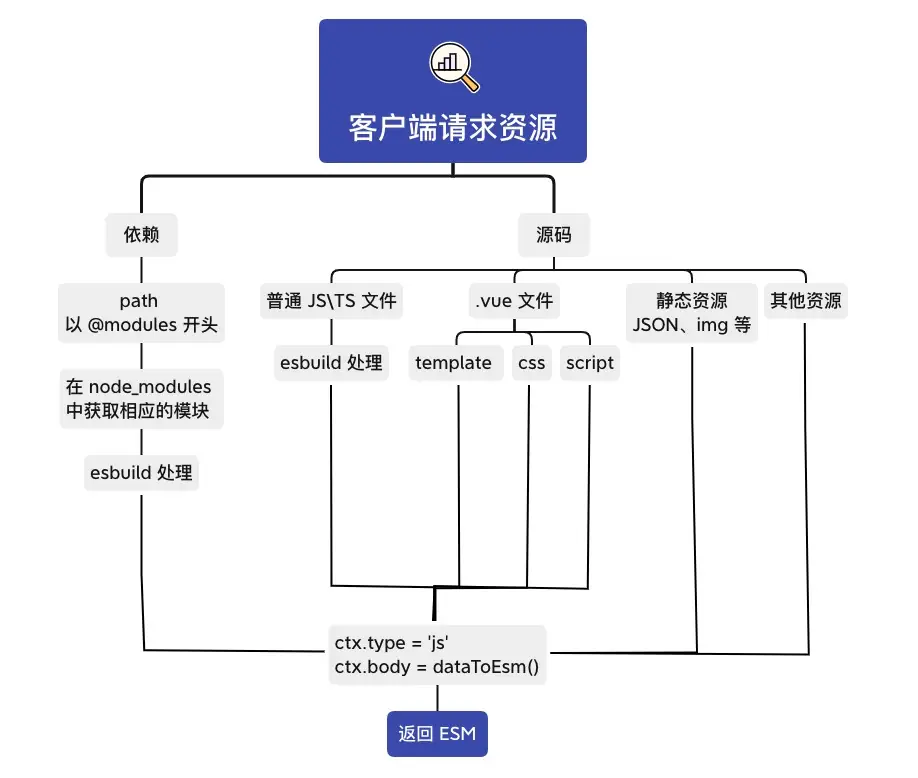 客户端请求资源
依赖
源码
path
以 @modules 开头
普通 JS\TS 文件
.vue 文件
静态资源
JSON、img 等
其他资源
esbuild 处理
template
css
script
在 node_modules
中获取相应的模块
esbuild 处理
ctx.type = 'js'
ctx.body = dataToEsm()
返回 ESM